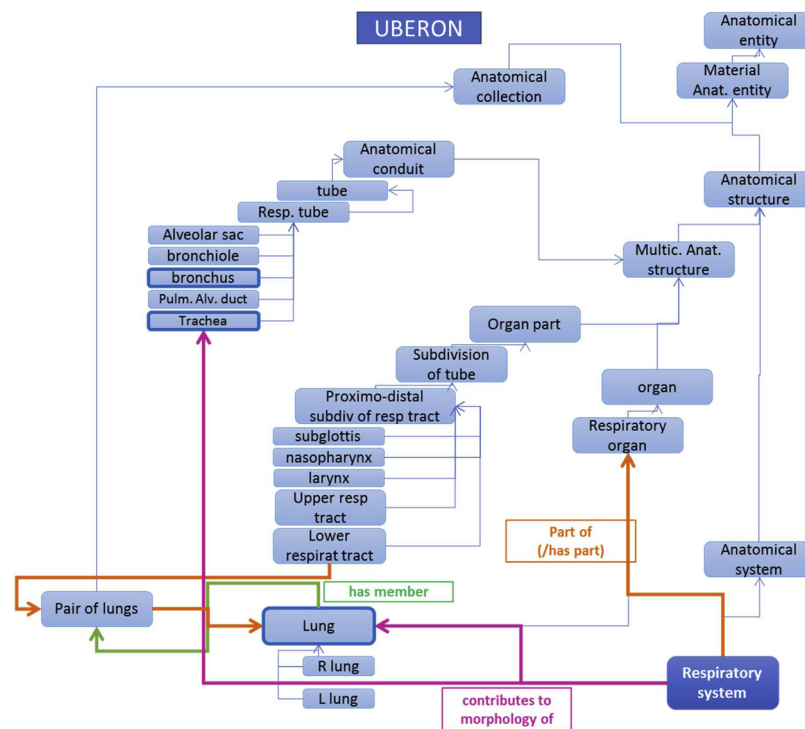 UBERON
Anatomical
entity
Anatomical
collection
Material
Anat. entity
Anatomical
conduit
tube
Resp. tube
Anatomical
structure
Alveolar sac
bronchiole
bronchus
Pulm. Alv. duct
Trachea
Multic. Anat.
structure
Organ part
Subdivision
of tube
organ
Proximo-distal
subdiv of resp tract
Respiratory
organ
subglottis
nasopharynx
larynx
Upper resp
tract
Lower
respirat tract
Part of
(/has part)
Anatomical
system
has member
Pair of lungs
Lung
R lung
L lung
Respiratory
system
contributes to
morphology of